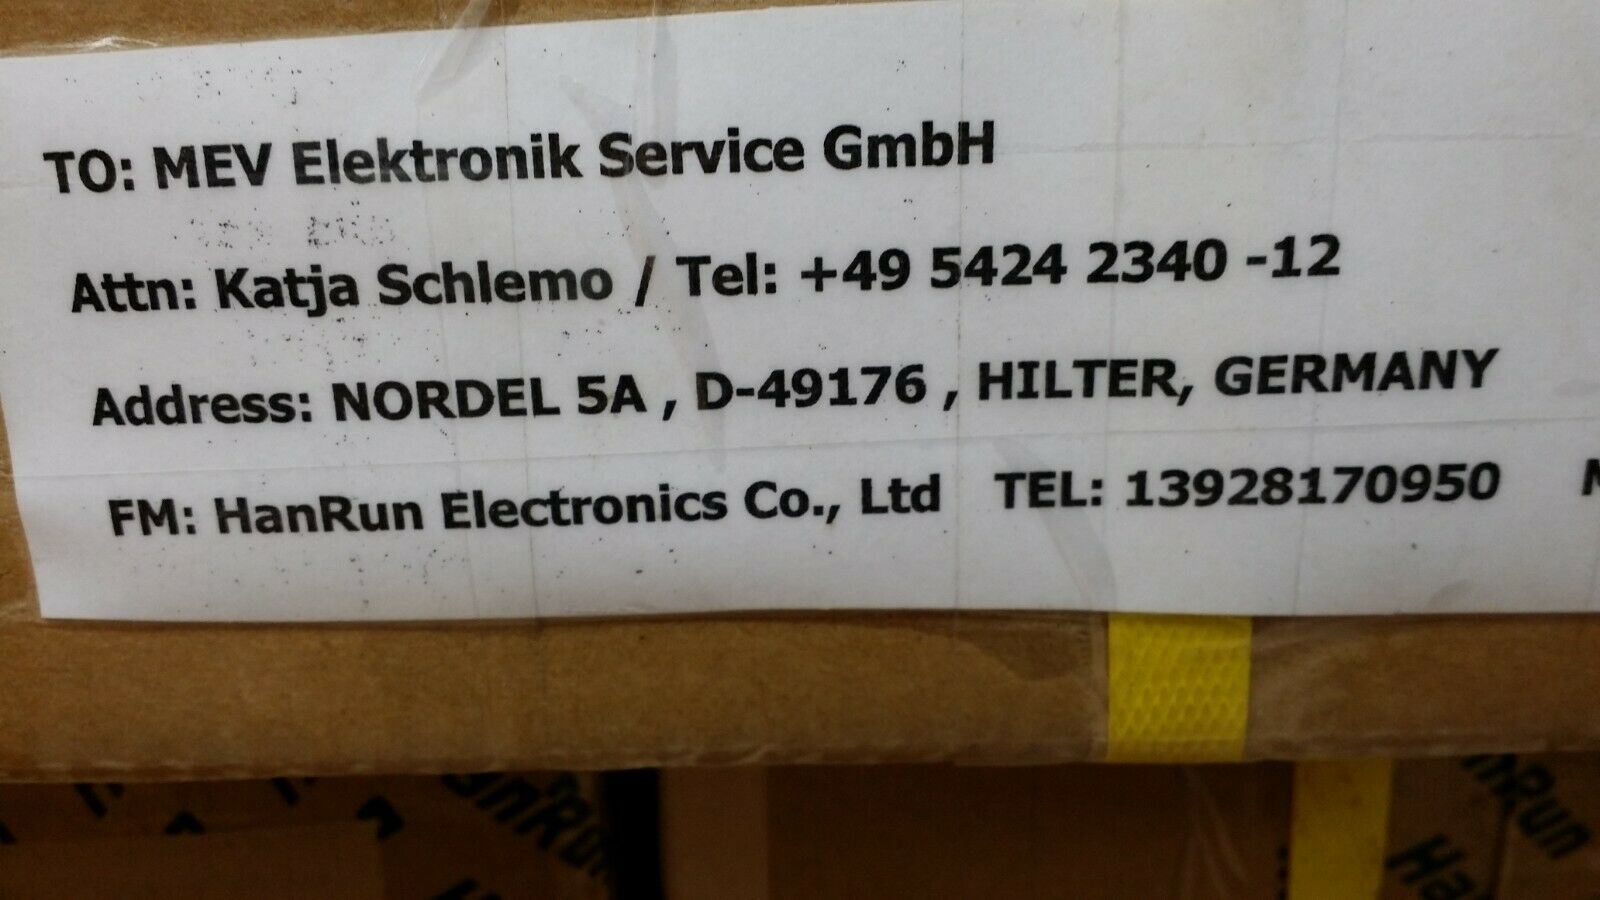 TO: MEV Elektronik Service GmbH
Attn: Katja Schlemo / Tel: +49 5424 2340 -12
Address: NORDEL 5A , D-49176 , HILTER, GERMANY
FM: HanRun Electronics Co., Ltd TEL: 13928170950